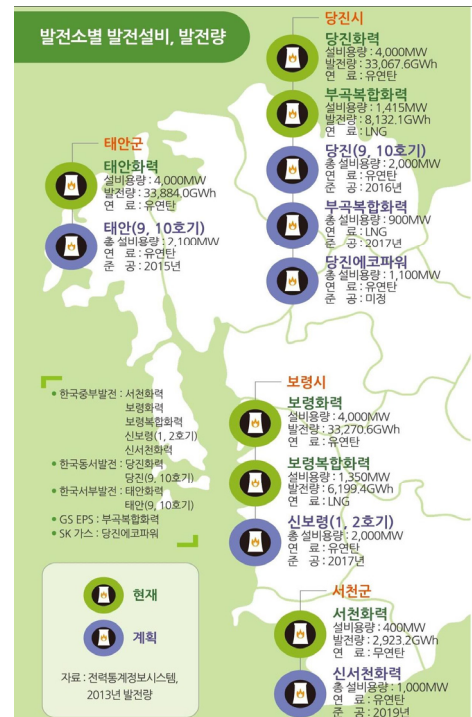 발전소별 발전설비, 발전량
당진시
당진화력
설비용량 : 4,000MW
발전량 : 33,067.6GWh
연 료 : 유연탄
부곡복합화력
설비용량 : 1,415MW
발전량 : 8,132.1GWh
연 료 : LNG
당진(9, 10호기)
총 설비용량 : 2,000MW
연 료 : 유연탄
준 공 : 2016년
부곡복합화력
총 설비용량 : 900MW
연 료 : LNG
준 공 : 2017년
당진에코파워
총 설비용량 : 1,100MW
연 료 : 유연탄
준 공 : 미정
태안군
태안화력
설비용량 : 4,000MW
발전량 : 33,884.0GWh
연 료 : 유연탄
태안(9, 10호기)
총 설비용량 : 2,100MW
연 료 : 유연탄
준 공 : 2015년
• 한국중부발전 : 서천화력
보령화력
보령복합화력
신보령(1, 2호기)
신서천화력
• 한국동서발전 : 당진화력
당진(9, 10호기)
• 한국서부발전 : 태안화력
태안(9, 10호기)
• GS EPS : 부곡복합화력
• SK 가스 : 당진에코파워
보령시
보령화력
설비용량 : 4,000MW
발전량 : 33,270.6GWh
연 료 : 유연탄
보령복합화력
설비용량 : 1,350MW
발전량 : 6,199.4GWh
연 료 : LNG
신보령(1, 2호기)
총 설비용량 : 2,000MW
연 료 : 유연탄
준 공 : 2017년
서천군
서천화력
설비용량 : 400MW
발전량 : 2,923.2GWh
연 료 : 무연탄
신서천화력
총 설비용량 : 1,000MW
연 료 : 유연탄
준 공 : 2019년
현재
계획
자료 : 전력통계정보시스템,
2013년 발전량